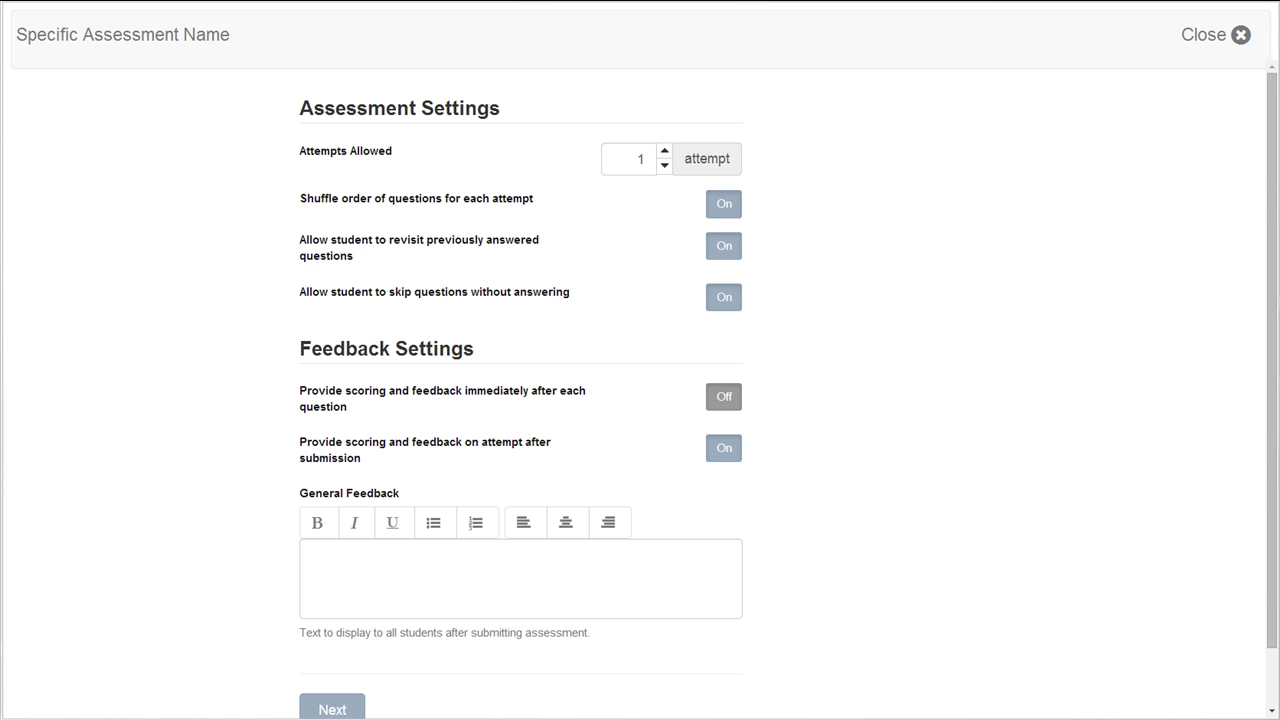 Specific Assessment Name
Close
Assessment Settings
Attempts Allowed
1
attempt
Shuffle order of questions for each attempt
On
Allow student to revisit previously answered
questions
On
Allow student to skip questions without answering
On
Feedback Settings
Provide scoring and feedback immediately after each
question
Off
Provide scoring and feedback on attempt after
submission
On
General Feedback
B I U
Text to display to all students after submitting assessment.
Next